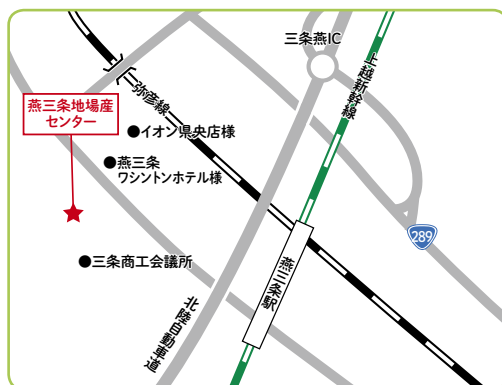 三条燕IC
上越新幹線
弥彦線
燕三条地場産
センター
●イオン県央店様
●燕三条
ワシントンホテル様
289
●三条商工会議所
燕三条駅
北陸自動車道